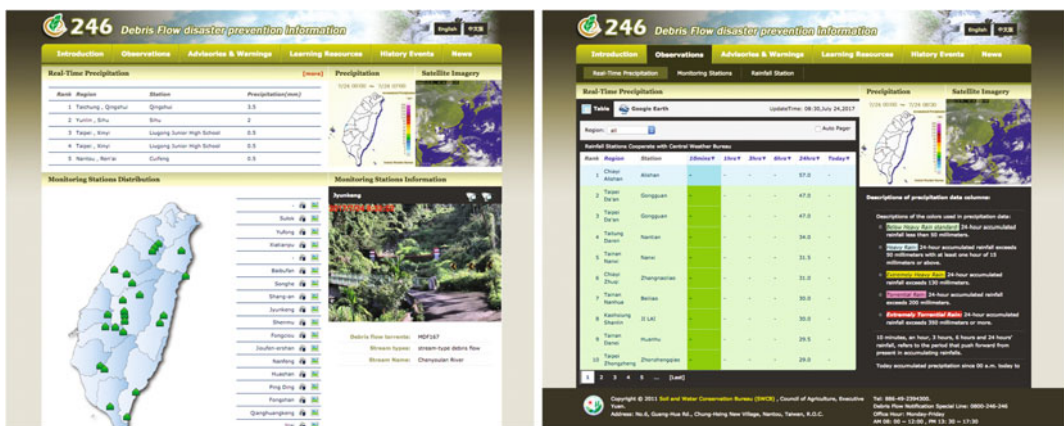 246 Debris Flow disaster prevention information
English 中文版
Introduction Observations Advisories & Warnings Learning Resources History Events News
Real-Time Precipitation [more]
Rank Region Station Precipitation(mm)
1 Taichung , Qingshui Qingshui 3.5
2 Yunlin , Sihu Sihu 2
3 Taipei , Xinyi Liugong Junior High School 0.5
4 Taipei , Xinyi Liugong Junior High School 0.5
5 Nantou , Ren'ai Cuifeng 0.5
Precipitation Satellite Imagery
Monitoring Stations Distribution
Yufong
Baibufan
Songhe
Shang-an
Jyunkeng
Shenmu
Fongciou
Jioufen-ershan
Nanfong
Huashan
Ping Ding
Fongshan
Qianghuangkeng
Monitoring Stations Information
Jyunkeng
Debris Flow torrents: MDF167
Stream types: stream-type debris flow
Stream Name: Chenyoulan River
246 Debris Flow disaster prevention information
English 中文版
Introduction Observations Advisories & Warnings Learning Resources History Events News
Real-Time Precipitation Monitoring Stations Rainfall Station
Real-Time Precipitation
Table Google Earth UpdateTime: 08:30,July 24,2017
Region: all Auto Pager
Rainfall Stations Cooperate with Central Weather Bureau
Rank Region Station 10mins 1hrs 3hrs 6hrs 24hrs Today
1 Chiayi Alishan Alishan - - - - 57.0 -
2 Taipei Da'an Gongguan - - - - 47.0 -
3 Taipei Da'an Gongguan - - - - 47.0 -
4 Taitung Daren Nantian - - - - 34.0 -
5 Tainan Nanxi Nanxi - - - - 31.5 -
6 Chiayi Zhuqi - - - - 31.0 -
7 Tainan Nanhua Beiliao - - - - 30.0 -
8 Kaohsiung Shanlin JI LAI - - - - 30.0 -
9 Tainan Danei Huantu - - - - 29.5 -
10 Taipei Zhongzheng Zhongzhengqiao - - - - 29.0 -
1 2 3 4 5 ... [Last]
Precipitation Satellite Imagery
Descriptions of precipitation data columns:
Descriptions of the colors used in precipitation data:
Below Heavy Rain standard: 24-hour accumulated
rainfall less than 50 millimeters.
Heavy Rain: 24-hour accumulated rainfall exceeds
50 millimeters with at least one hour of 15
millimeters or above.
Extremely Heavy Rain: 24-hour accumulated
rainfall exceeds 130 millimeters.
Torrential Rain: 24-hour accumulated rainfall
exceeds 200 millimeters.
Extremely Torrential Rain: 24-hour accumulated
rainfall exceeds 350 millimeters or more.
10 minutes, an hour, 3 hours, 6 hours and 24 hours'
rainfall, refers to the period that push forward from
present in accumulating rainfall.
Today accumulated precipitation since 00 a.m. today to
Copyright © 2011 Soil and Water Conservation Bureau (SWCB) , Council of Agriculture, Executive
Yuan.
Address: No.6, Guang-Hua Rd., Chung-Hsing New Village, Nantou, Taiwan, R.O.C.
Tel: 886-49-2394300.
Debris Flow Notification Special Line: 0800-246-246
Office Hour: Monday-Friday
AM 08: 00 ~ 12:00 , PM 13: 30 ~ 17:30